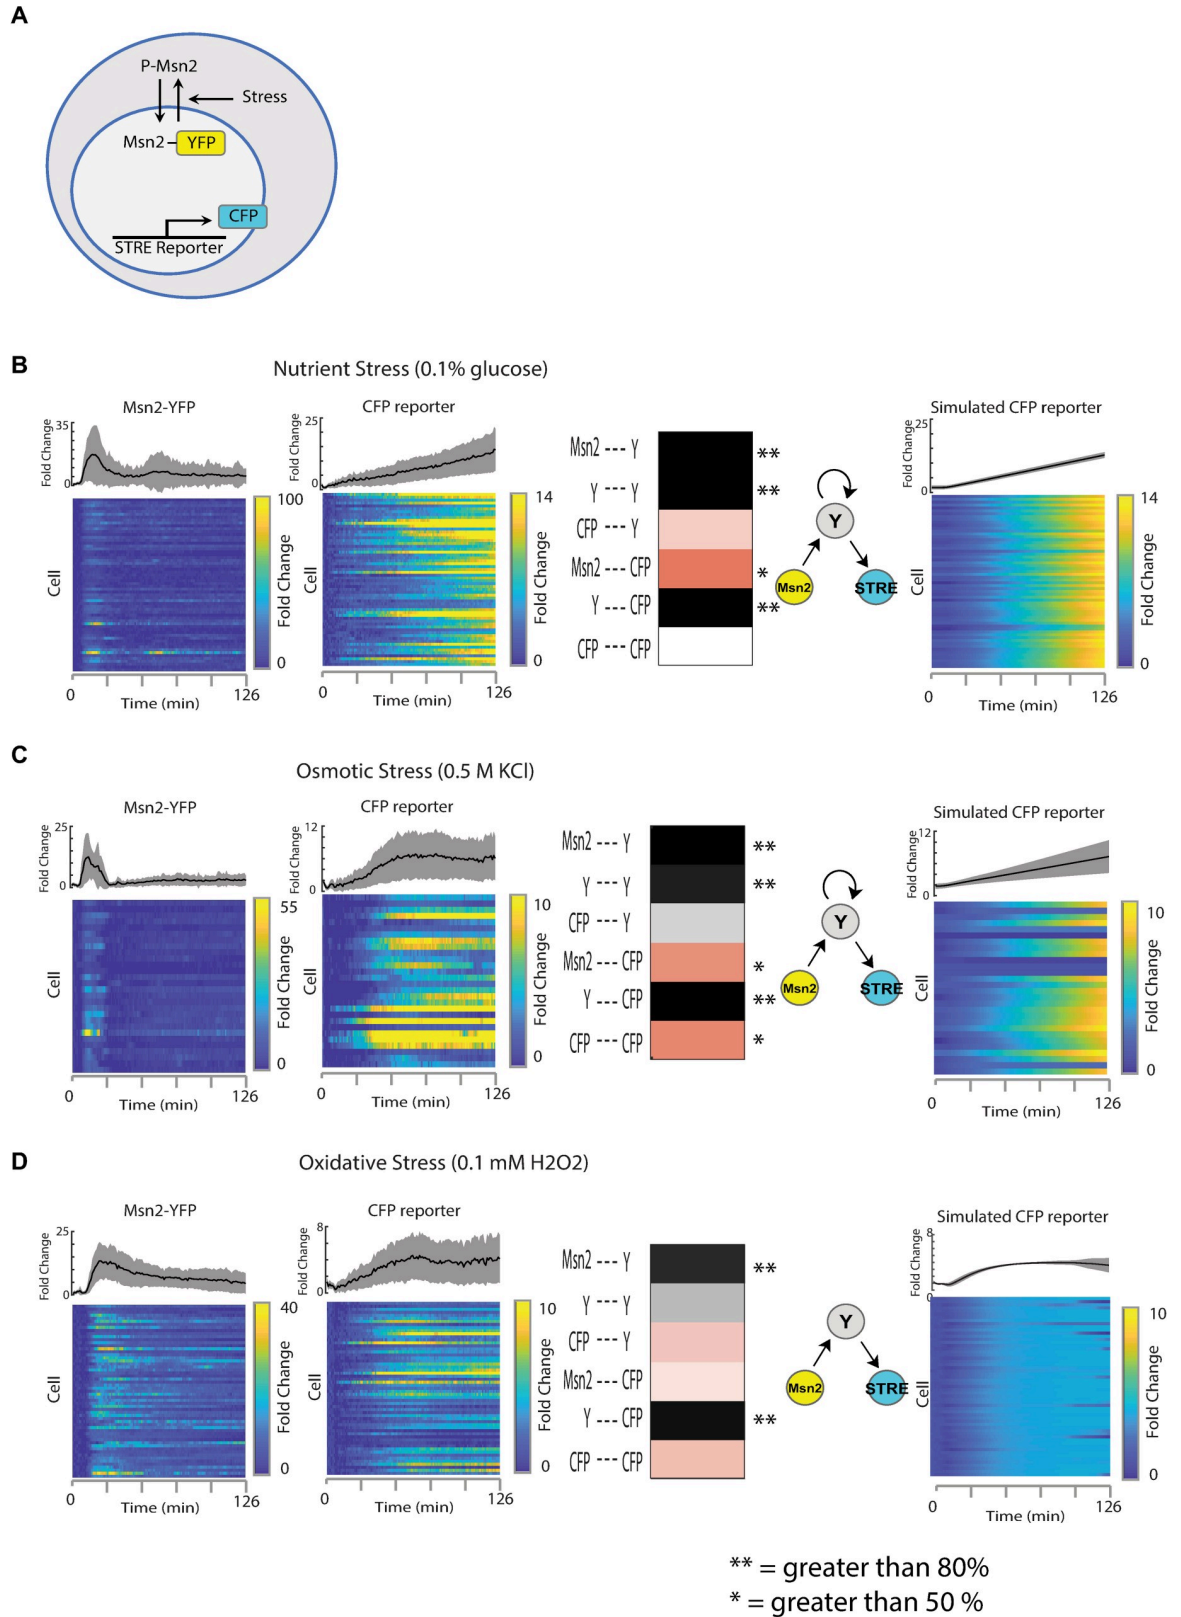 A
P-Msn2
Stress
Msn2
YFP
CFP
STRE Reporter
B
Nutrient Stress (0.1% glucose)
Msn2-YFP
CFP reporter
Simulated CFP reporter
Fold Change
35
0
Fold Change
25
0
Fold Change
25
0
Cell
100
Fold Change
0
Cell
14
Fold Change
0
Msn2 --- Y
**
Y --- Y
**
CFP --- Y
Msn2 --- CFP
*
Y --- CFP
**
CFP --- CFP
Y
Msn2
STRE
Cell
14
Fold Change
0
0
126
Time (min)
0
126
Time (min)
0
126
Time (min)
C
Osmotic Stress (0.5 M KCl)
Msn2-YFP
CFP reporter
Simulated CFP reporter
Fold Change
25
0
Fold Change
12
0
Fold Change
12
0
Cell
55
Fold Change
0
Cell
10
Fold Change
0
Msn2 --- Y
**
Y --- Y
**
CFP --- Y
Msn2 --- CFP
*
Y --- CFP
**
CFP --- CFP
*
Y
Msn2
STRE
Cell
10
Fold Change
0
0
126
Time (min)
0
126
Time (min)
0
126
Time (min)
D
Oxidative Stress (0.1 mM H2O2)
Msn2-YFP
CFP reporter
Simulated CFP reporter
Fold Change
25
0
Fold Change
8
0
Fold Change
8
0
Cell
40
Fold Change
0
Cell
10
Fold Change
0
Msn2 --- Y
**
Y --- Y
CFP --- Y
Msn2 --- CFP
Y --- CFP
**
CFP --- CFP
Y
Msn2
STRE
Cell
0
10
Fold Change
0
0
126
Time (min)
0
126
Time (min)
0
126
Time (min)
** = greater than 80%
* = greater than 50 %